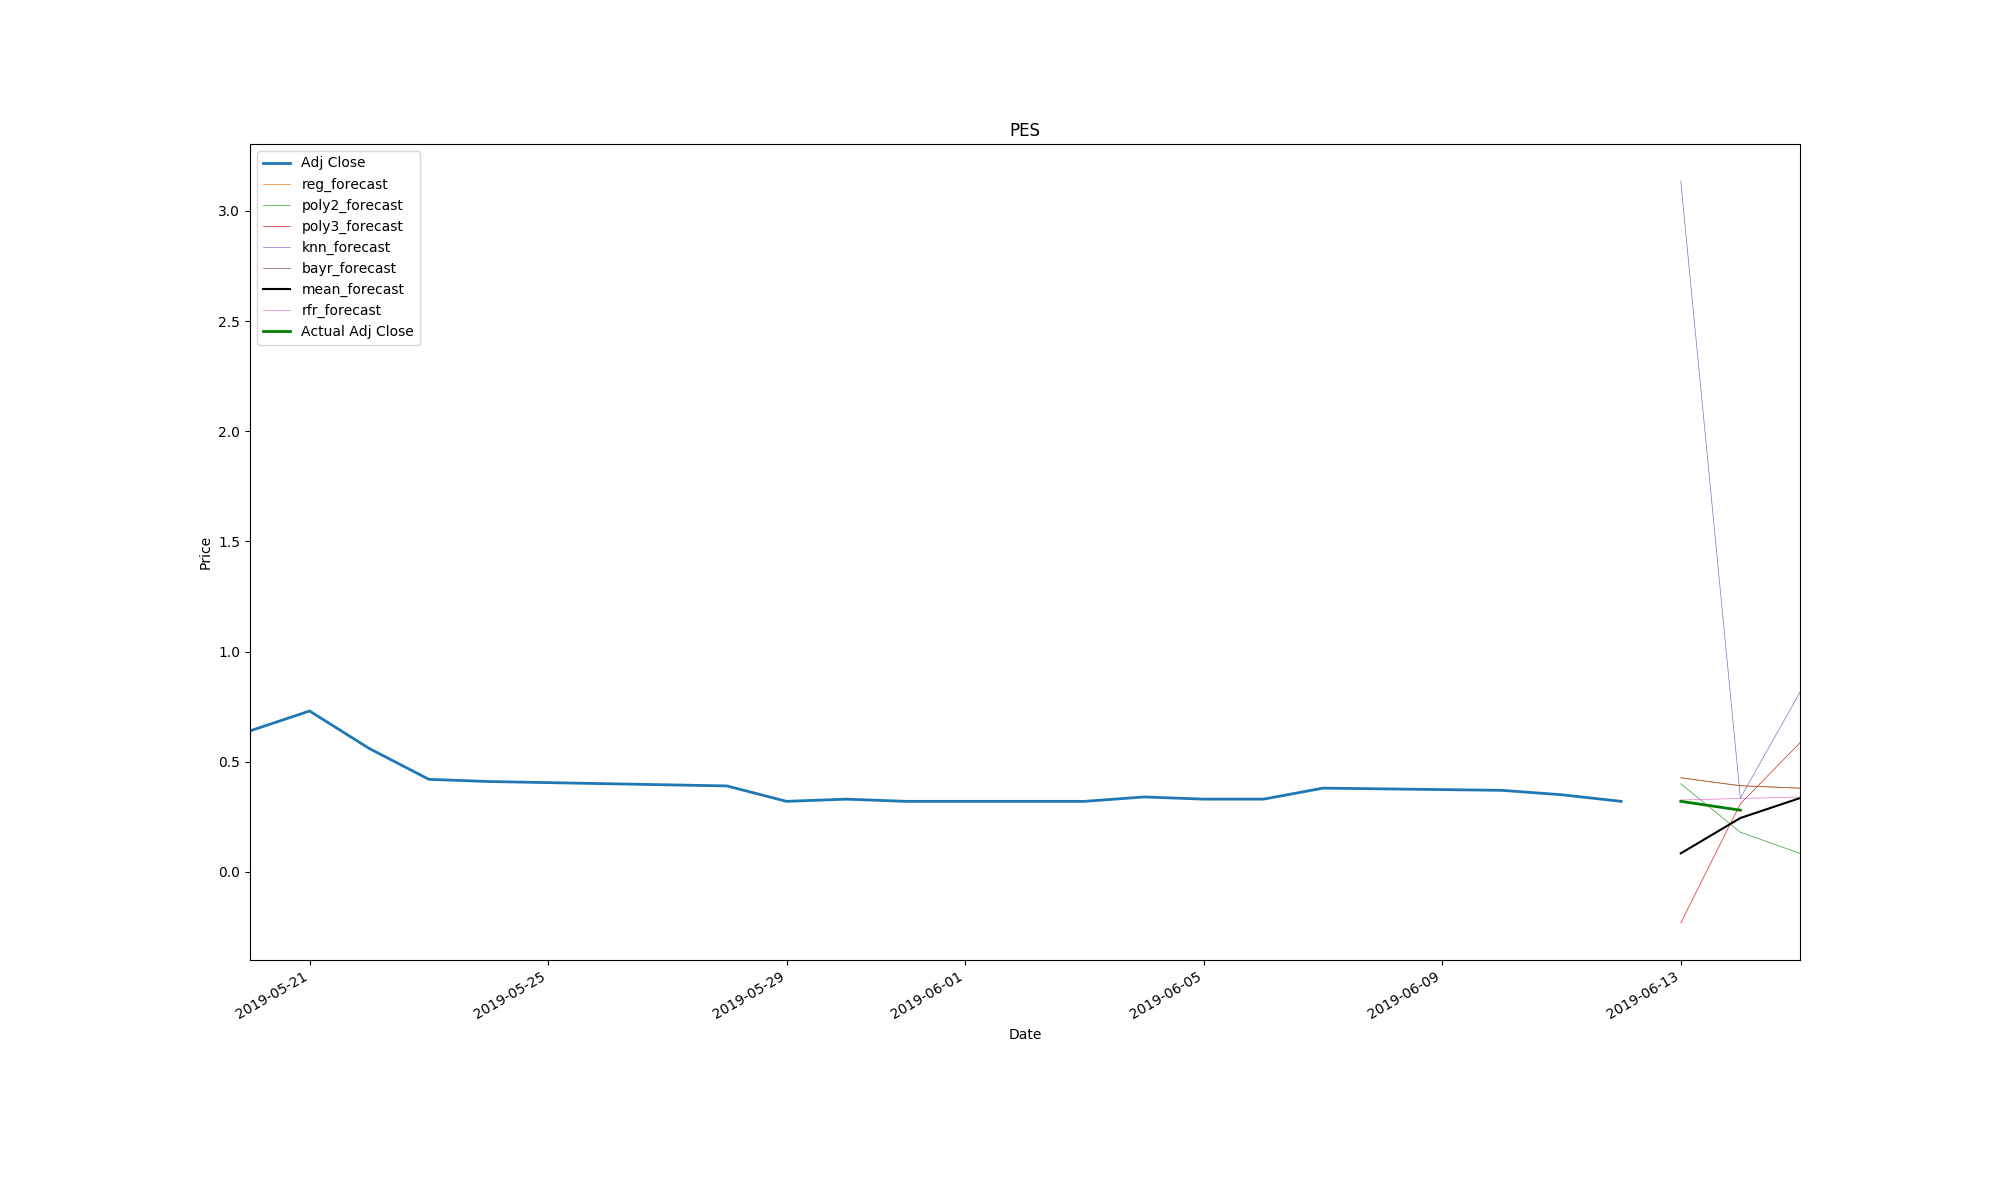 PES
Adj Close
reg_forecast
poly2_forecast
poly3_forecast
knn_forecast
bayr_forecast
mean_forecast
rfr_forecast
Actual Adj Close
3.0
2.5
2.0
1.5
1.0
0.5
0.0
Price
2019-05-21
2019-05-25
2019-05-29
2019-06-01
2019-06-05
2019-06-09
2019-06-13
Date